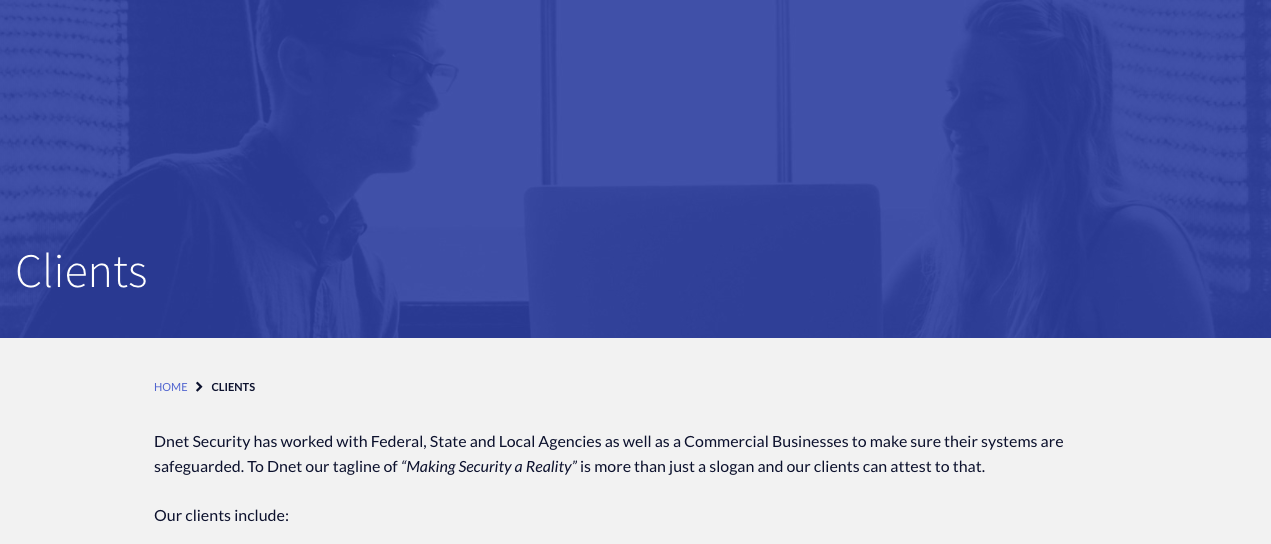 Clients
HOME > CLIENTS
Dnet Security has worked with Federal, State and Local Agencies as well as a Commercial Businesses to make sure their systems are
safeguarded. To Dnet our tagline of “Making Security a Reality” is more than just a slogan and our clients can attest to that.
Our clients include: